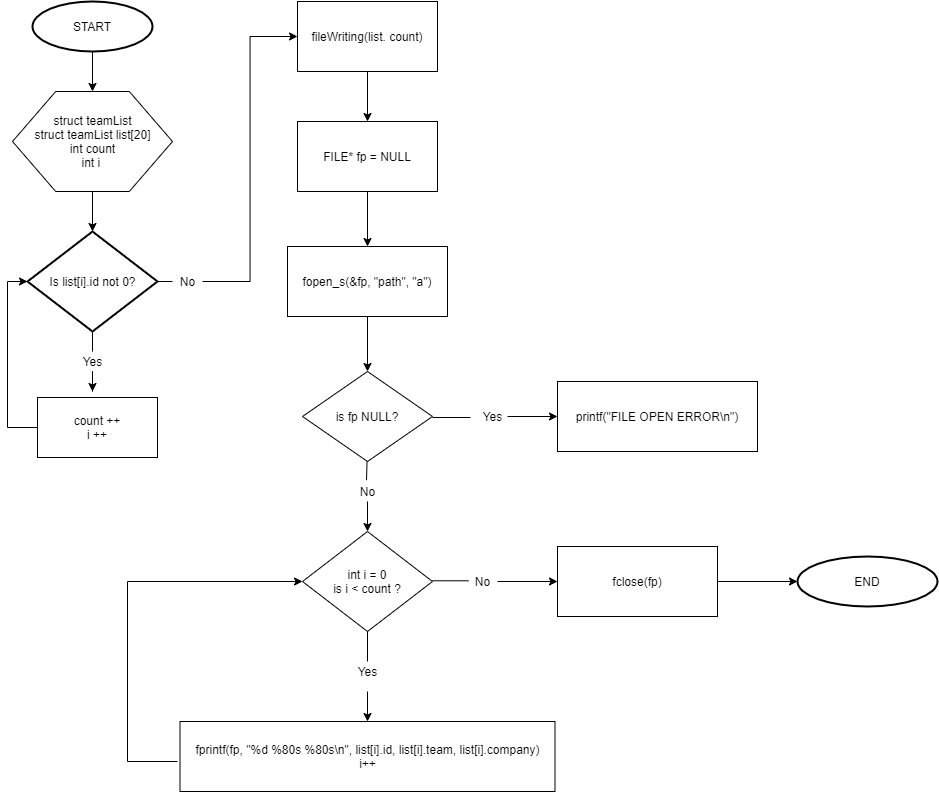 START
struct teamList
struct teamList list[20]
int count
int i
Is list[i].id not 0?
No
Yes
count ++
i ++
fileWriting(list. count)
FILE* fp = NULL
fopen_s(&fp, "path", "a")
is fp NULL?
Yes
printf("FILE OPEN ERROR\n")
No
int i = 0
is i < count ?
No
fclose(fp)
END
Yes
fprintf(fp, "%d %80s %80s\n", list[i].id, list[i].team, list[i].company)
i++